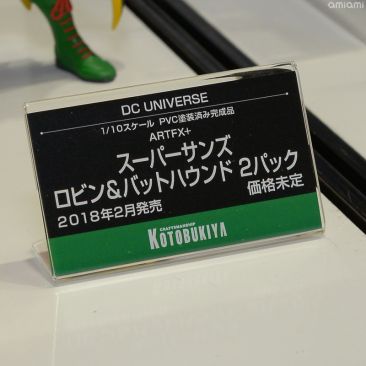 amiami
DC UNIVERSE
1/10スケール PVC塗装済み完成品
ARTFX+
スーパーサンズ
ロビン&バットハウンド 2パック
2018年2月発売 価格未定
CRAFTSMANSHIP
KOTOBUKIYA